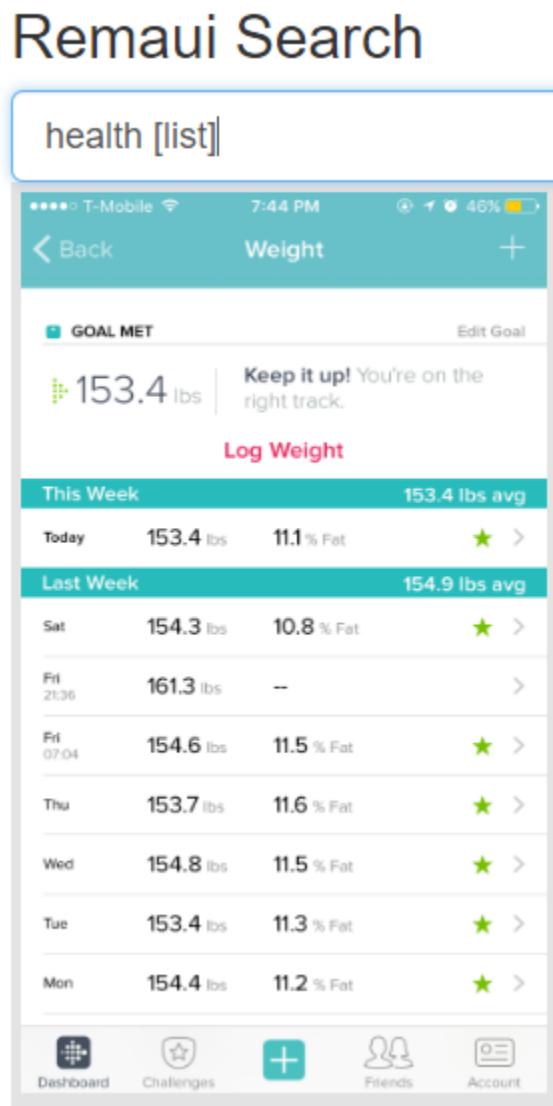 Remaui Search
health [list]
T-Mobile 7:44 PM 46%
Back Weight +
GOAL MET Edit Goal
153.4 lbs Keep it up! You're on the
right track.
Log Weight
This Week 153.4 lbs avg
Today 153.4 lbs 11.1 % Fat
Last Week 154.9 lbs avg
Sat 154.3 lbs 10.8 % Fat
Fri
21:36 161.3 lbs --
Fri
07:04 154.6 lbs 11.5 % Fat
Thu 153.7 lbs 11.6 % Fat
Wed 154.8 lbs 11.5 % Fat
Tue 153.4 lbs 11.3 % Fat
Mon 154.4 lbs 11.2 % Fat
Dashboard Challenges Friends Account